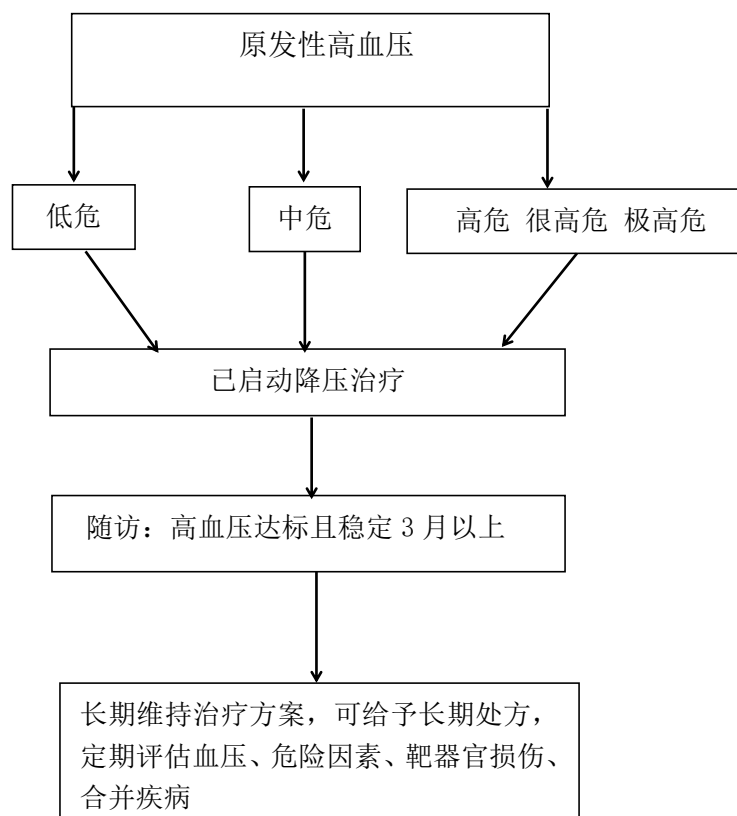 原发性高血压
低危
中危
高危 很高危 极高危
已启动降压治疗
随访：高血压达标且稳定 3 月以上
长期维持治疗方案，可给予长期处方，
定期评估血压、危险因素、靶器官损伤、
合并疾病